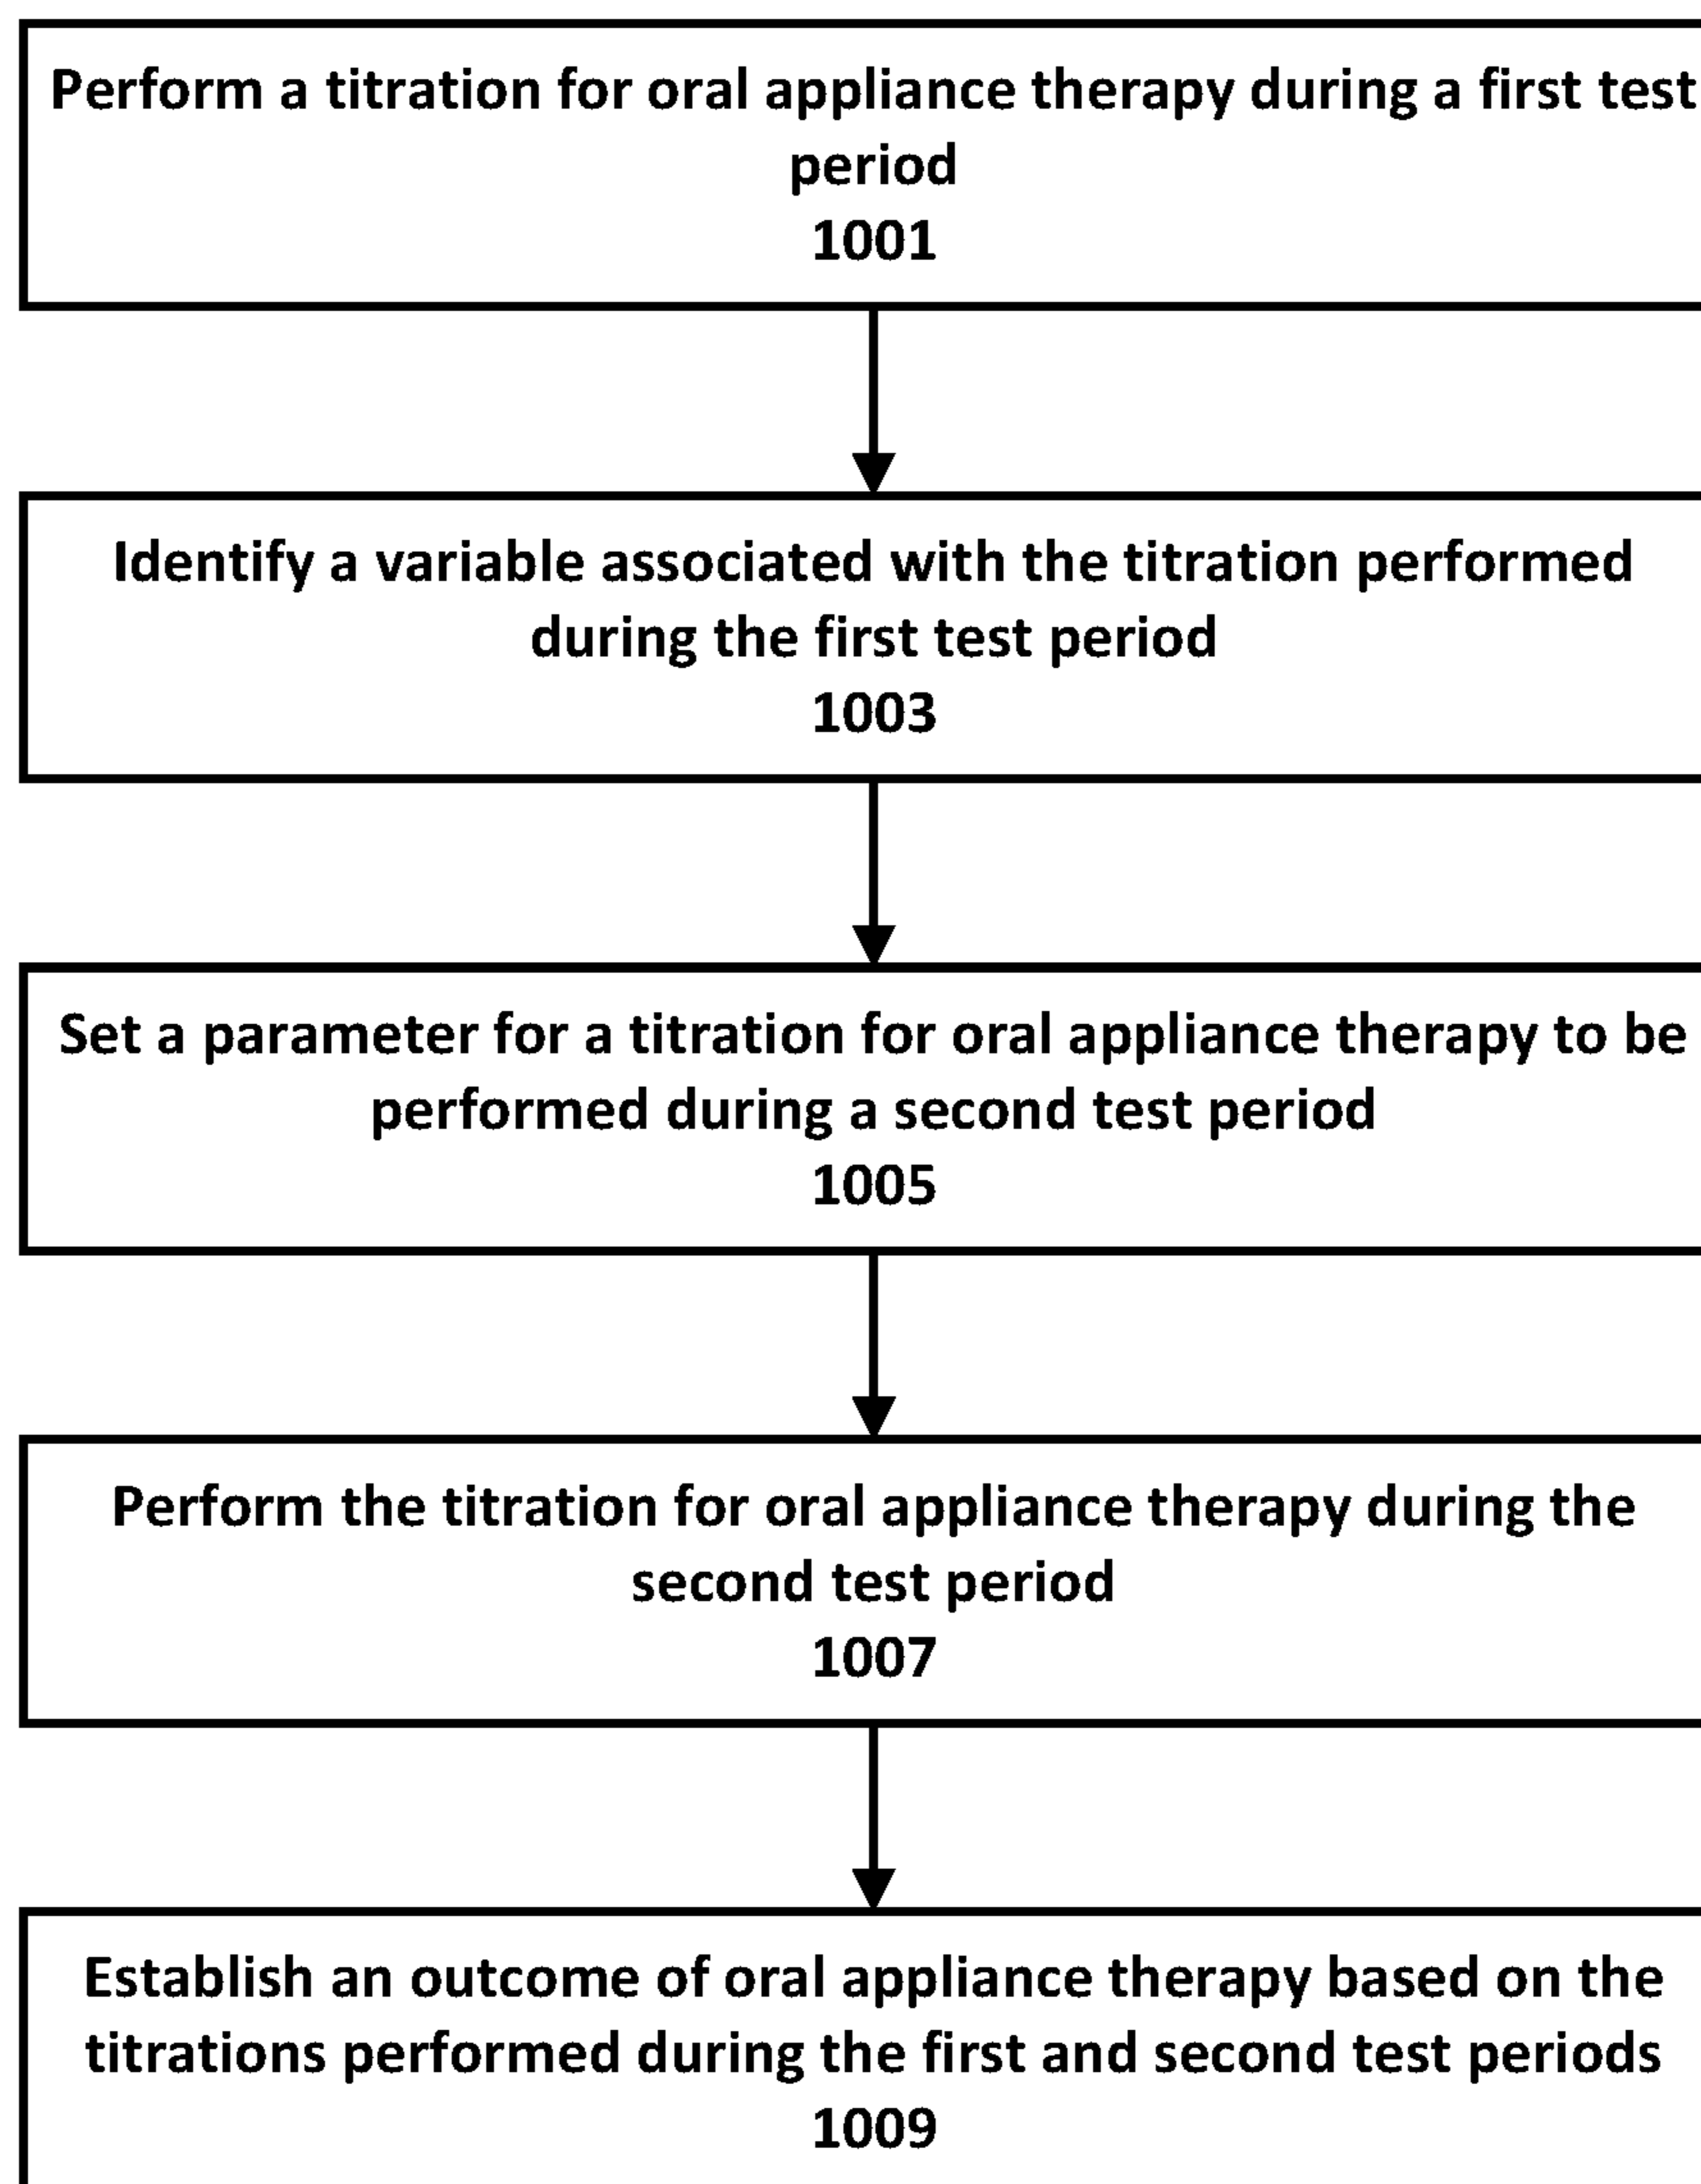 Perform a titration for oral appliance therapy during a first test
period
1001
Identify a variable associated with the titration performed
during the first test period
1003
Set a parameter for a titration for oral appliance therapy to be
performed during a second test period
1005
Perform the titration for oral appliance therapy during the
second test period
1007
Establish an outcome of oral appliance therapy based on the
titrations performed during the first and second test periods
1009